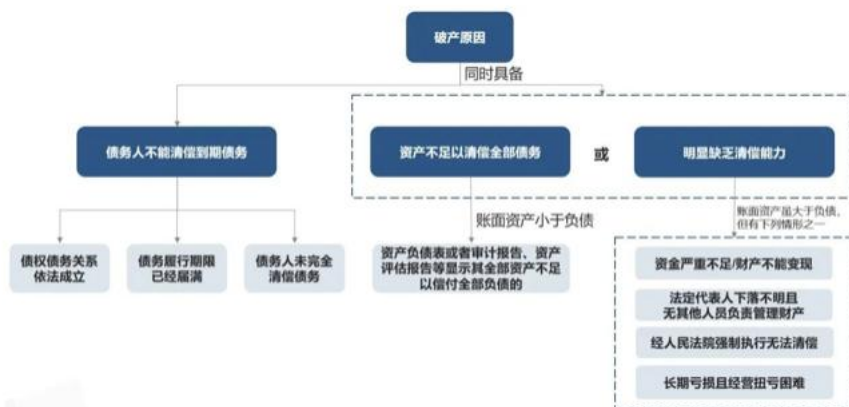 破产原因
同时具备
债务人不能清偿到期债务
资产不足以清偿全部债务
或
明显缺乏清偿能力
账面资产小于负债
账面资产虽大于负债,
但有下列情形之一
债权债务关系
依法成立
债务履行期限
已经届满
债务人未完全
清偿债务
资产负债表或者审计报告、资产
评估报告等显示其全部资产不足
以偿付全部负债的
资金严重不足/财产不能变现
法定代表人下落不明且
无其他人员负责管理财产
经人民法院强制执行无法清偿
长期亏损且经营扭亏困难